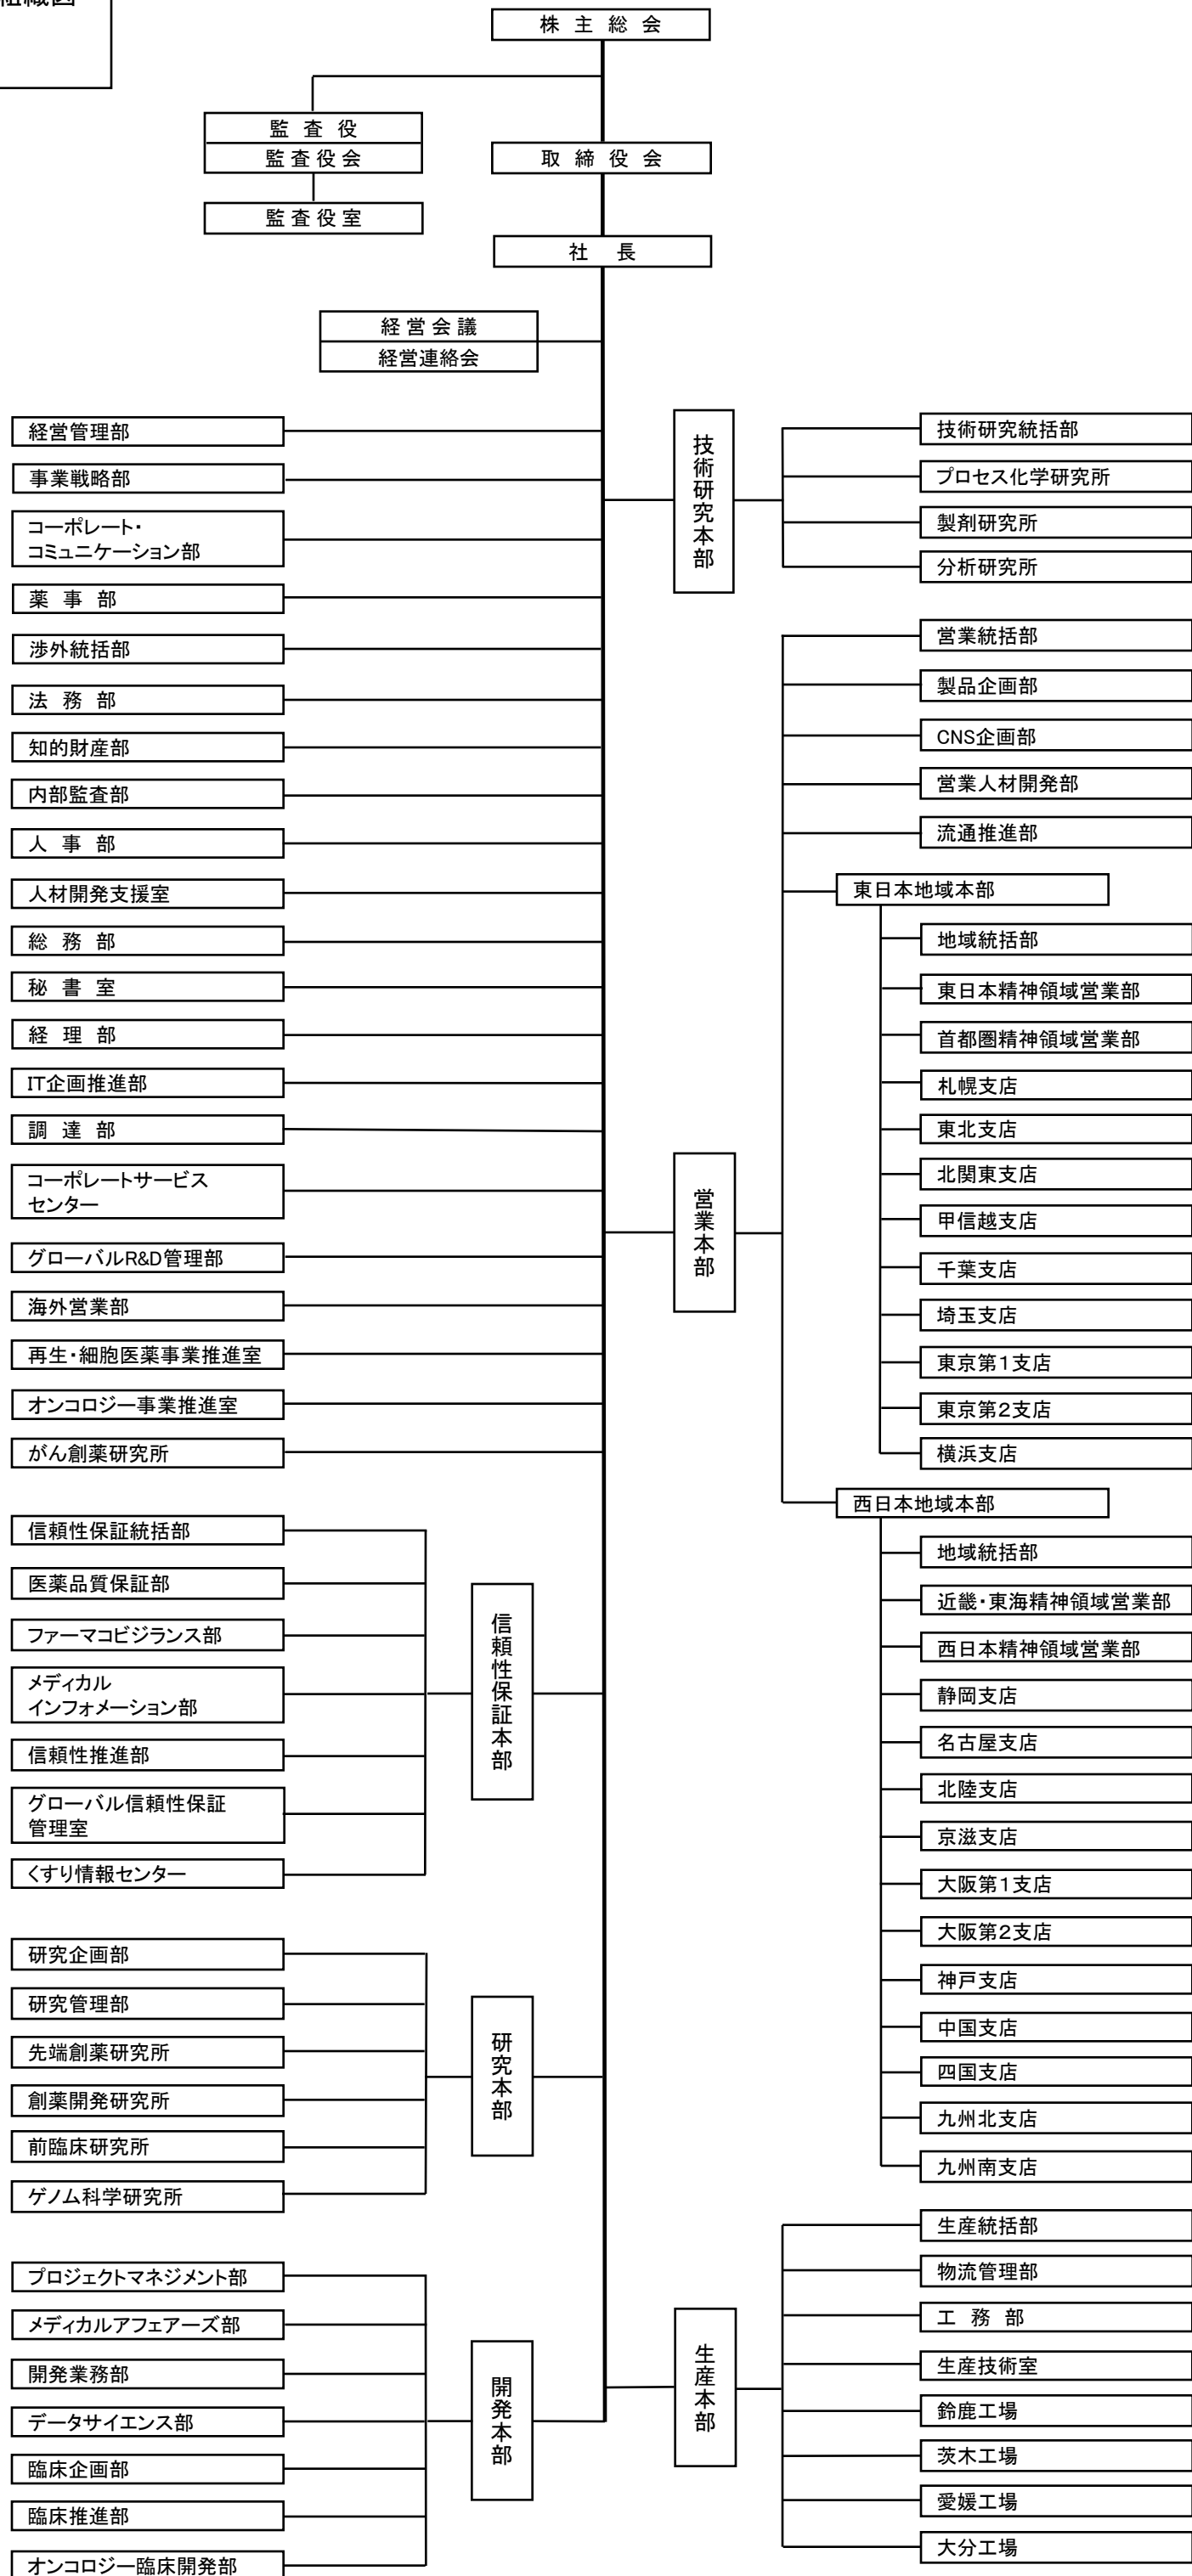 組織図
株 主 総 会
監 査 役
監査役会
取 締 役 会
監査役室
社 長
経営会議
経営連絡会
経営管理部
事業戦略部
コーポレート・
コミュニケーション部
薬 事 部
渉外統括部
法 務 部
知的財産部
内部監査部
人 事 部
人材開発支援室
総 務 部
秘 書 室
経 理 部
IT企画推進部
調 達 部
コーポレートサービス
センター
グローバルR&D管理部
海外営業部
再生・細胞医薬事業推進室
オンコロジー事業推進室
がん創薬研究所
信頼性保証統括部
医薬品質保証部
ファーマコビジランス部
メディカル
インフォメーション部
信頼性推進部
グローバル信頼性保証
管理室
くすり情報センター
信頼性保証本部
研究企画部
研究管理部
先端創薬研究所
創薬開発研究所
前臨床研究所
ゲノム科学研究所
研究本部
プロジェクトマネジメント部
メディカルアフェアーズ部
開発業務部
データサイエンス部
臨床企画部
臨床推進部
オンコロジー臨床開発部
開発本部
技術研究本部
技術研究統括部
プロセス化学研究所
製剤研究所
分析研究所
営業本部
営業統括部
製品企画部
CNS企画部
営業人材開発部
流通推進部
東日本地域本部
地域統括部
東日本精神領域営業部
首都圏精神領域営業部
札幌支店
東北支店
北関東支店
甲信越支店
千葉支店
埼玉支店
東京第1支店
東京第2支店
横浜支店
西日本地域本部
地域統括部
近畿・東海精神領域営業部
西日本精神領域営業部
静岡支店
名古屋支店
北陸支店
京滋支店
大阪第1支店
大阪第2支店
神戸支店
中国支店
四国支店
九州北支店
九州南支店
生産本部
生産統括部
物流管理部
工 務 部
生産技術室
鈴鹿工場
茨木工場
愛媛工場
大分工場